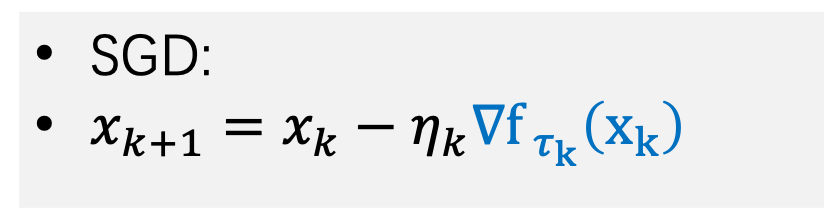 • SGD:
• x_{k+1} = x_k − η_k ∇f_{τ_k}(x_k)